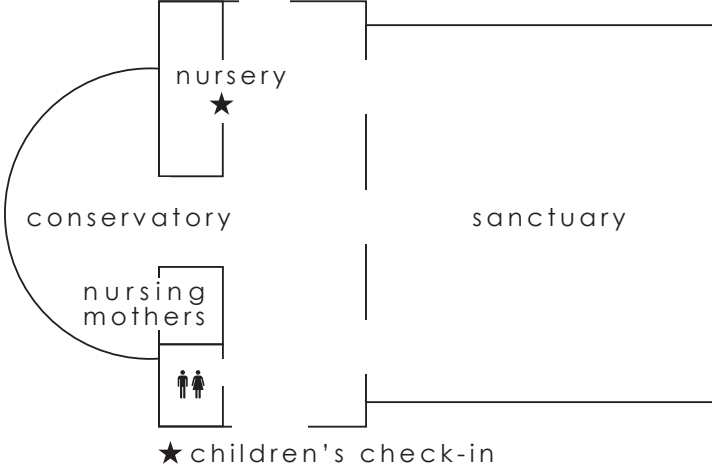 nursery
conservatory
sanctuary
nursing
mothers
children's check-in